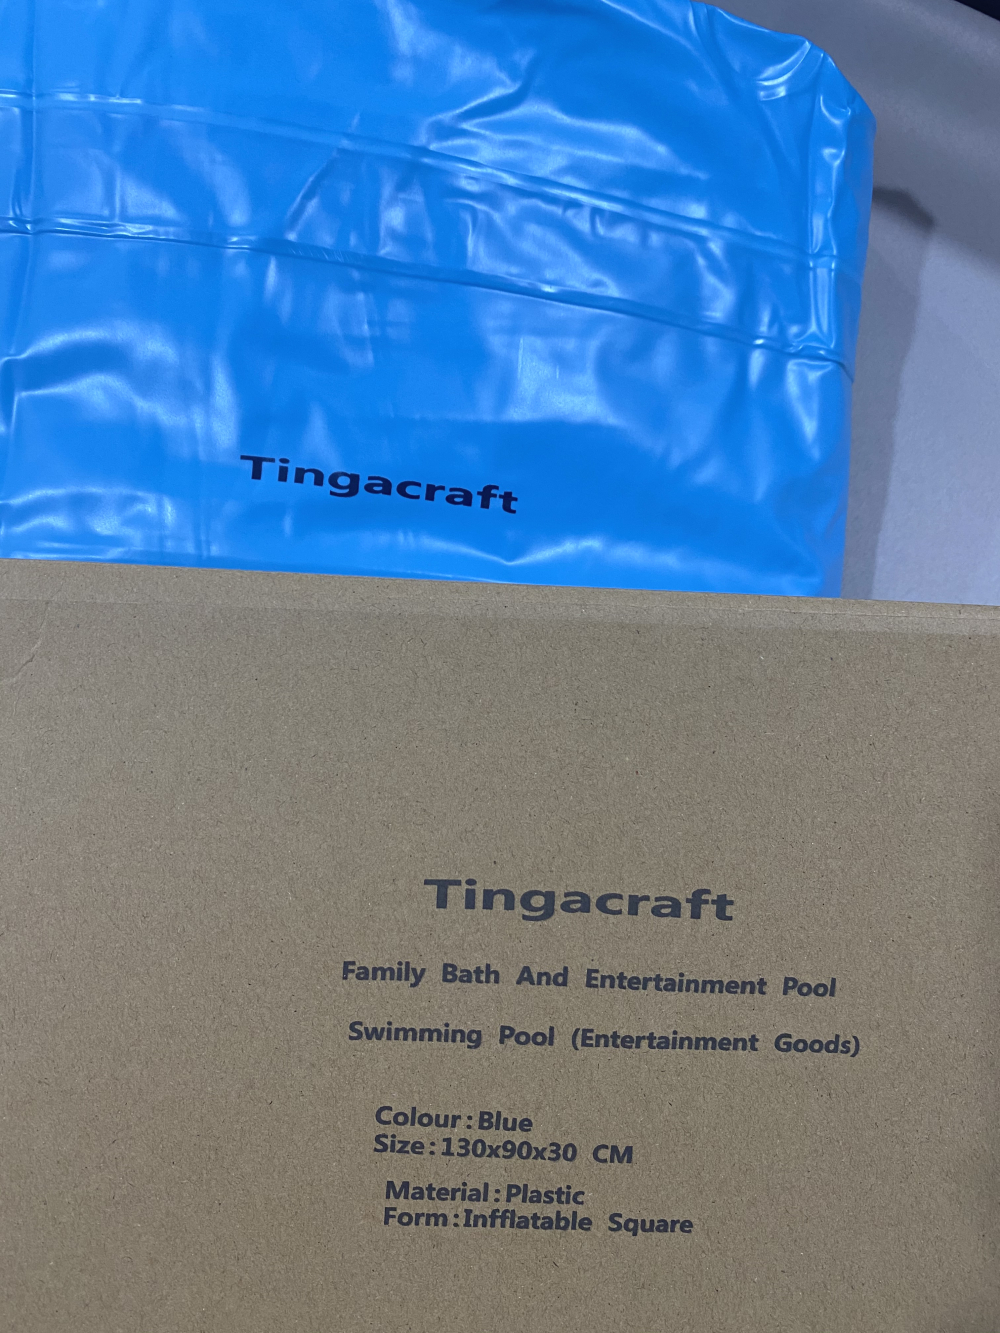 Tingacraft
Tingacraft
Family Bath And Entertainment Pool
Swimming Pool (Entertainment Goods)
Colour:Blue
Size:130x90x30 CM
Material:Plastic
Form:Infflatable Square